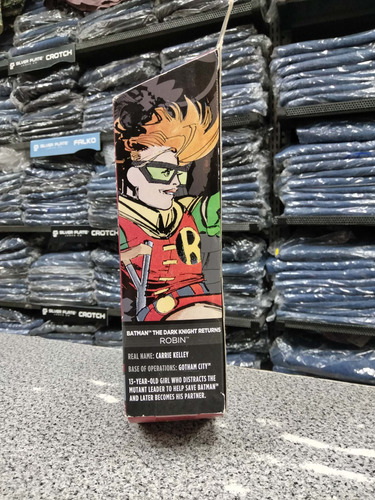 SILVER PLATE CROTCH
SILVER PLATE FALKO
SILVER PLATE CROTCH
SILVER PLATE CROTCH
R
BATMAN™ THE DARK KNIGHT RETURNS
ROBIN™
REAL NAME: CARRIE KELLEY
BASE OF OPERATIONS: GOTHAM CITY™
13-YEAR-OLD GIRL WHO DISTRACTS THE
MUTANT LEADER TO HELP SAVE BATMAN™
AND LATER BECOMES HIS PARTNER.